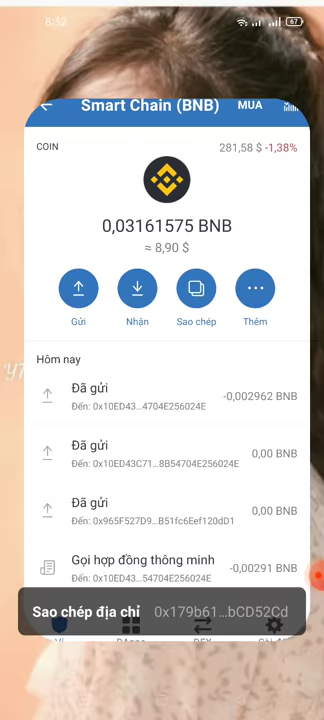 8:52
67
Smart Chain (BNB)
MUA
COIN
281,58 $ -1,38%
0,03161575 BNB
≈ 8,90 $
Gửi
Nhận
Sao chép
Thêm
Hôm nay
Đã gửi
-0,002962 BNB
Đến: 0x10ED43...4704E256024E
Đã gửi
0,00 BNB
Đến: 0x10ED43C71...8B54704E256024E
Đã gửi
0,00 BNB
Đến: 0x965F527D9...B51fc6Eef120dD1
Gọi hợp đồng thông minh
-0,00291 BNB
Đến: 0x10ED43...54704E256024E
Sao chép địa chỉ 0x179b61...bCD52Cd